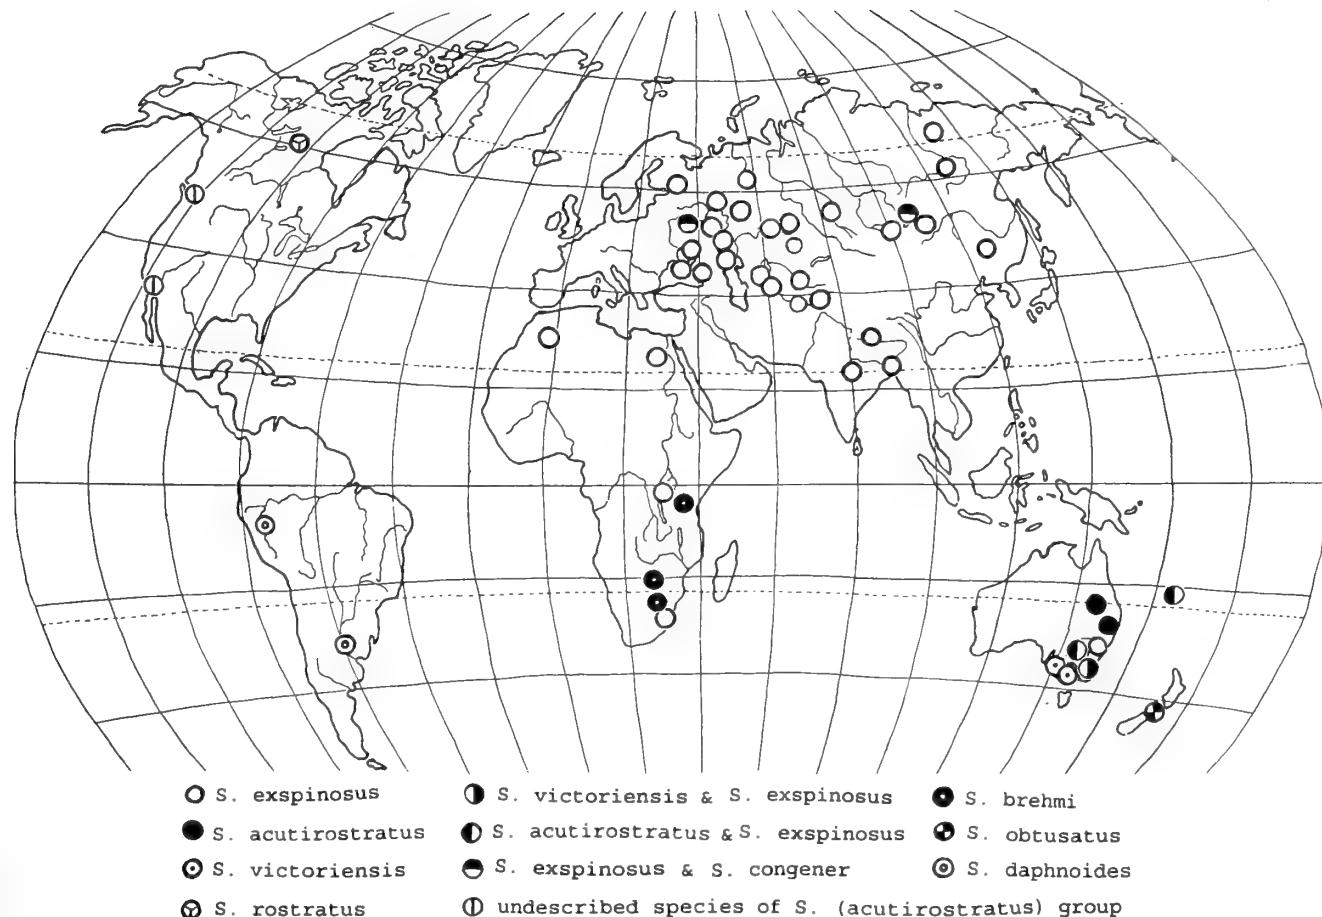 S. exspinosus
S. victoriensis & S. exspinosus
S. brehmi
S. acutirostratus
S. acutirostratus & S. exspinosus
S. obtusatus
S. victoriensis
S. exspinosus & S. congener
S. daphnoides
S. rostratus
undescribed species of S. (acutirostratus) group